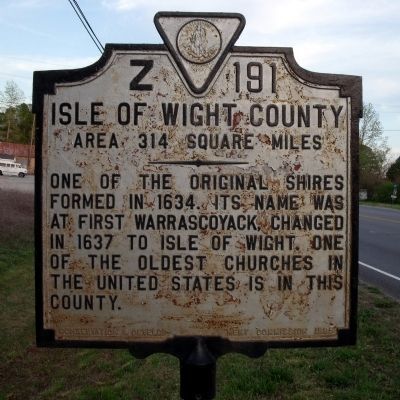 Z 191
ISLE OF WIGHT COUNTY
AREA 314 SQUARE MILES
ONE OF THE ORIGINAL SHIRES
FORMED IN 1634. ITS NAME WAS
AT FIRST WARRASCOYACK, CHANGED
IN 1637 TO ISLE OF WIGHT. ONE
OF THE OLDEST CHURCHES IN
THE UNITED STATES IS IN THIS
COUNTY.
CONSERVATION &